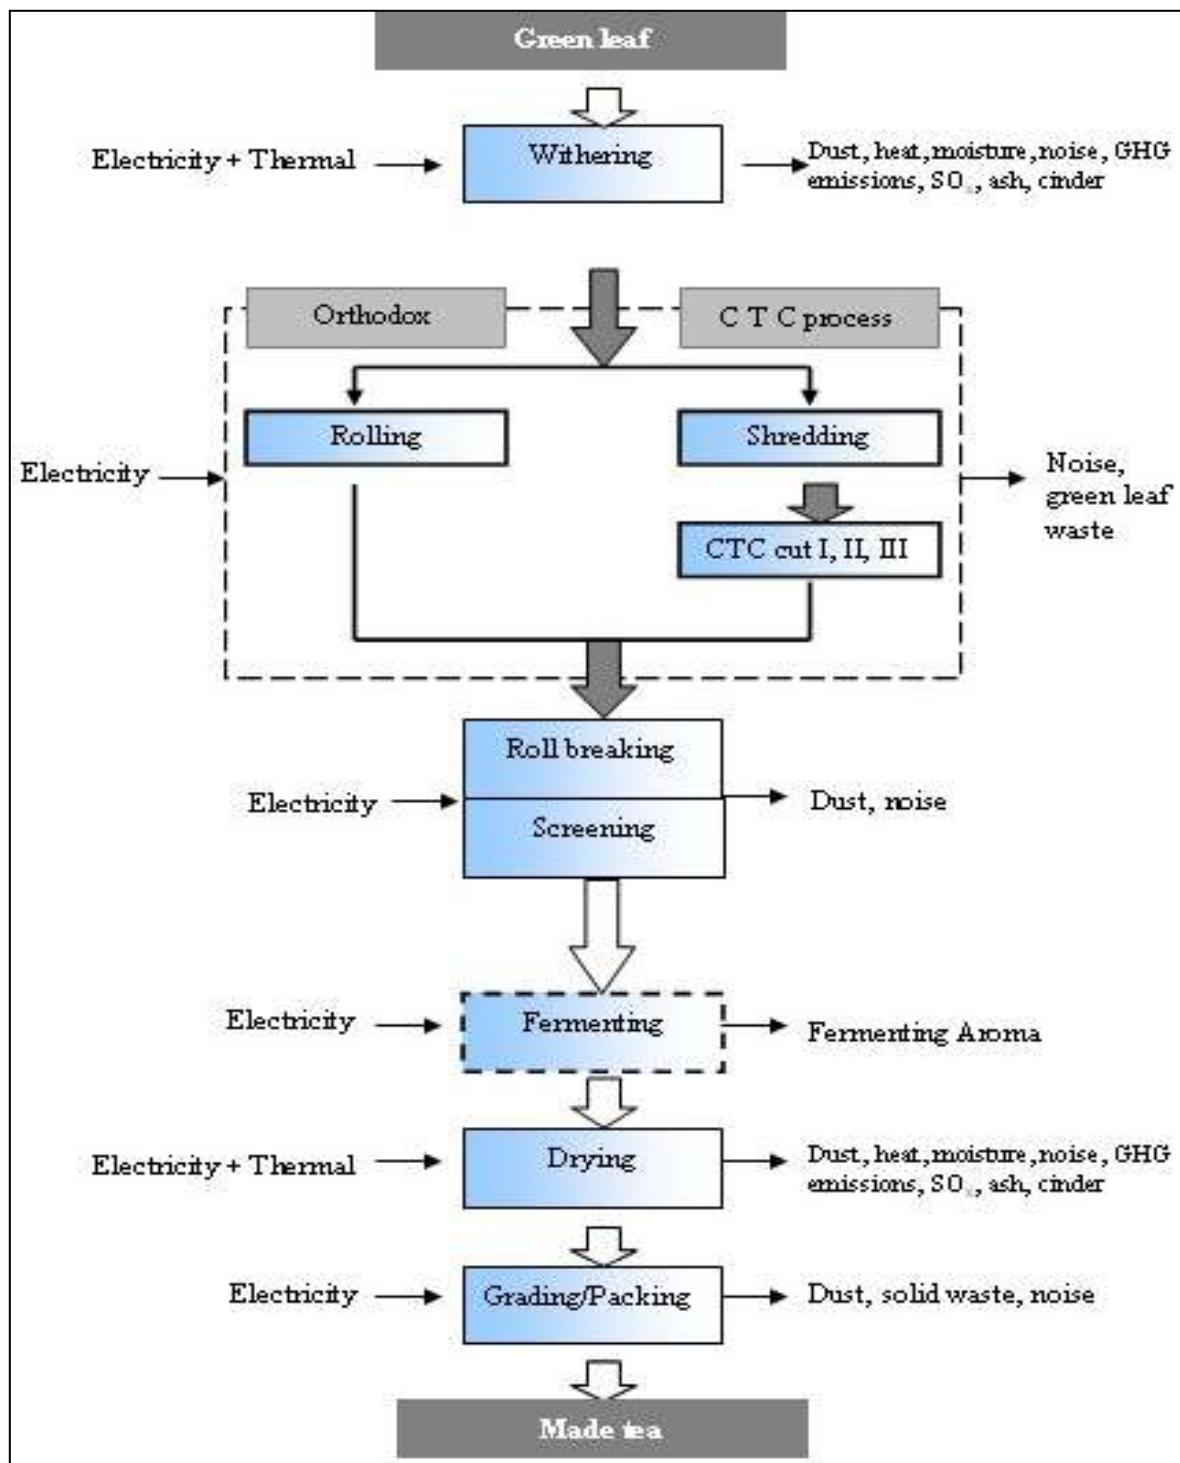 Green leaf
Electricity + Thermal
Withering
Dust, heat, moisture, noise, GHG
emissions, SOx, ash, cinder
Orthodox
C T C process
Rolling
Shredding
Electricity
CTC cut I, II, III
Noise,
green leaf
waste
Roll breaking
Electricity
Screening
Dust, noise
Electricity
Fermenting
Fermenting Aroma
Electricity + Thermal
Drying
Dust, heat, moisture, noise, GHG
emissions, SOx, ash, cinder
Electricity
Grading/Packing
Dust, solid waste, noise
Made tea